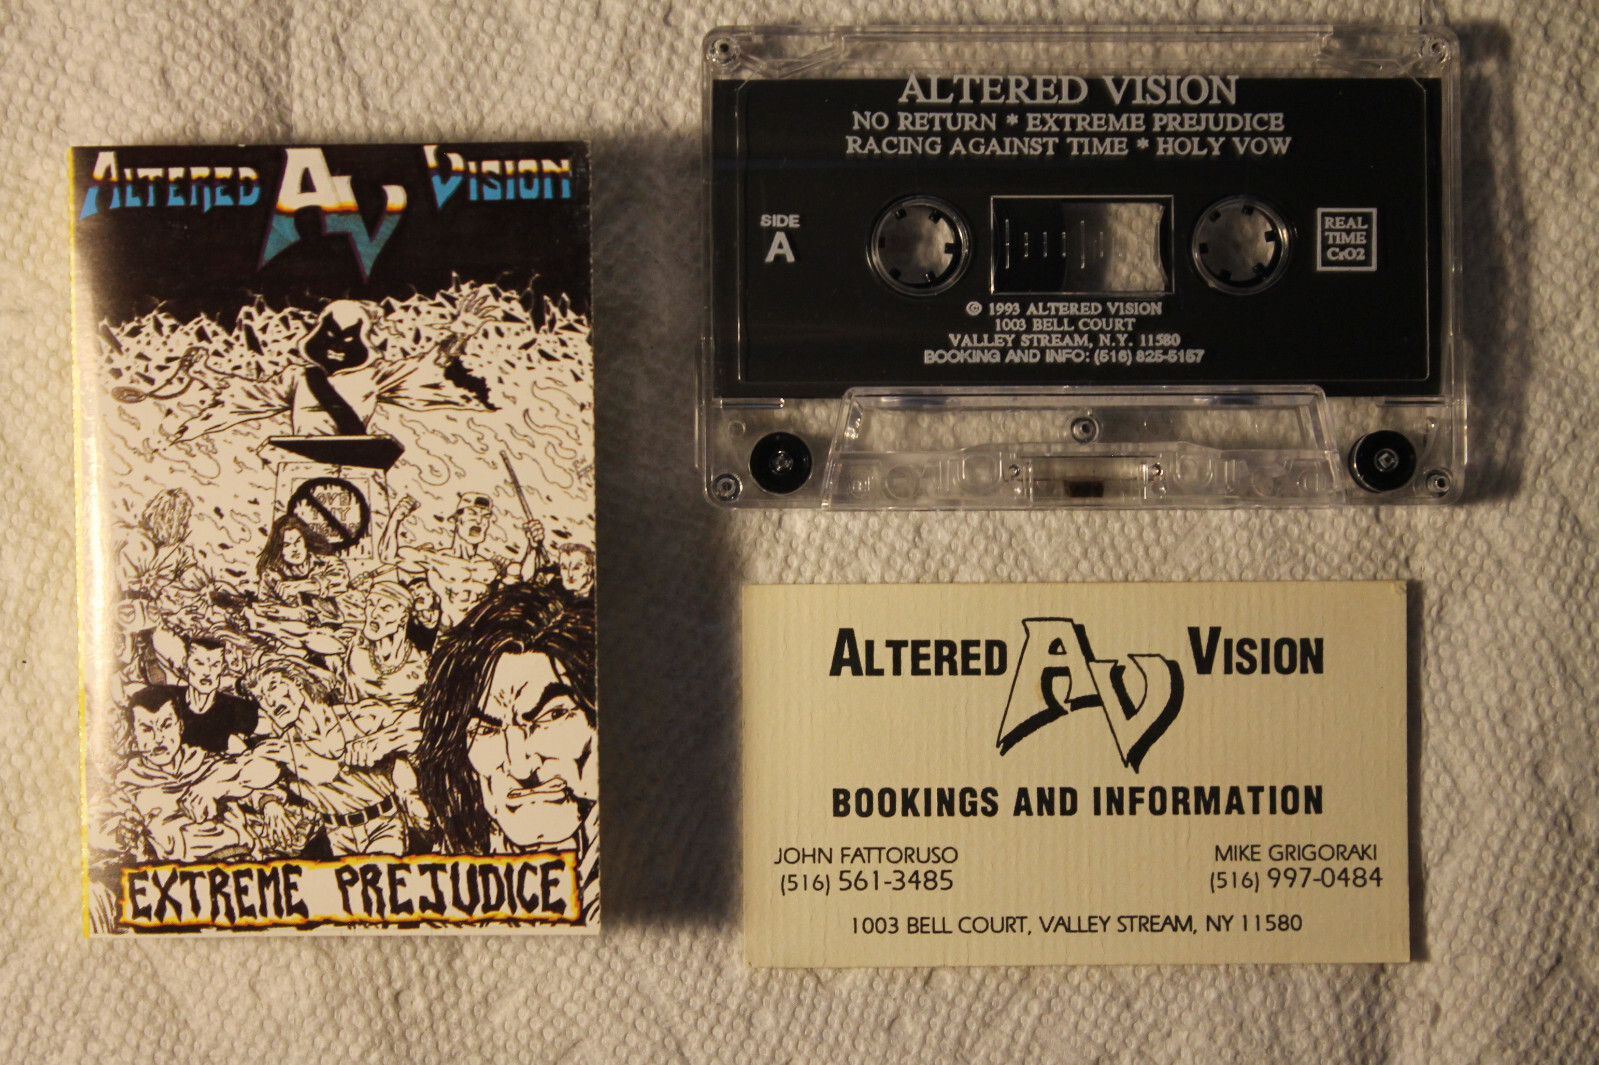 ALTERED AV VISION
LOVE
EXTREME PREJUDICE
ALTERED VISION
NO RETURN * EXTREME PREJUDICE
RACING AGAINST TIME * HOLY VOW
SIDE
A
REAL
TIME
CrO2
© 1993 ALTERED VISION
1003 BELL COURT
VALLEY STREAM, N.Y. 11580
BOOKING AND INFO: (516) 825-5157
ALTERED AV VISION
BOOKINGS AND INFORMATION
JOHN FATTORUSO
(516) 561-3485
MIKE GRIGORAKI
(516) 997-0484
1003 BELL COURT, VALLEY STREAM, NY 11580